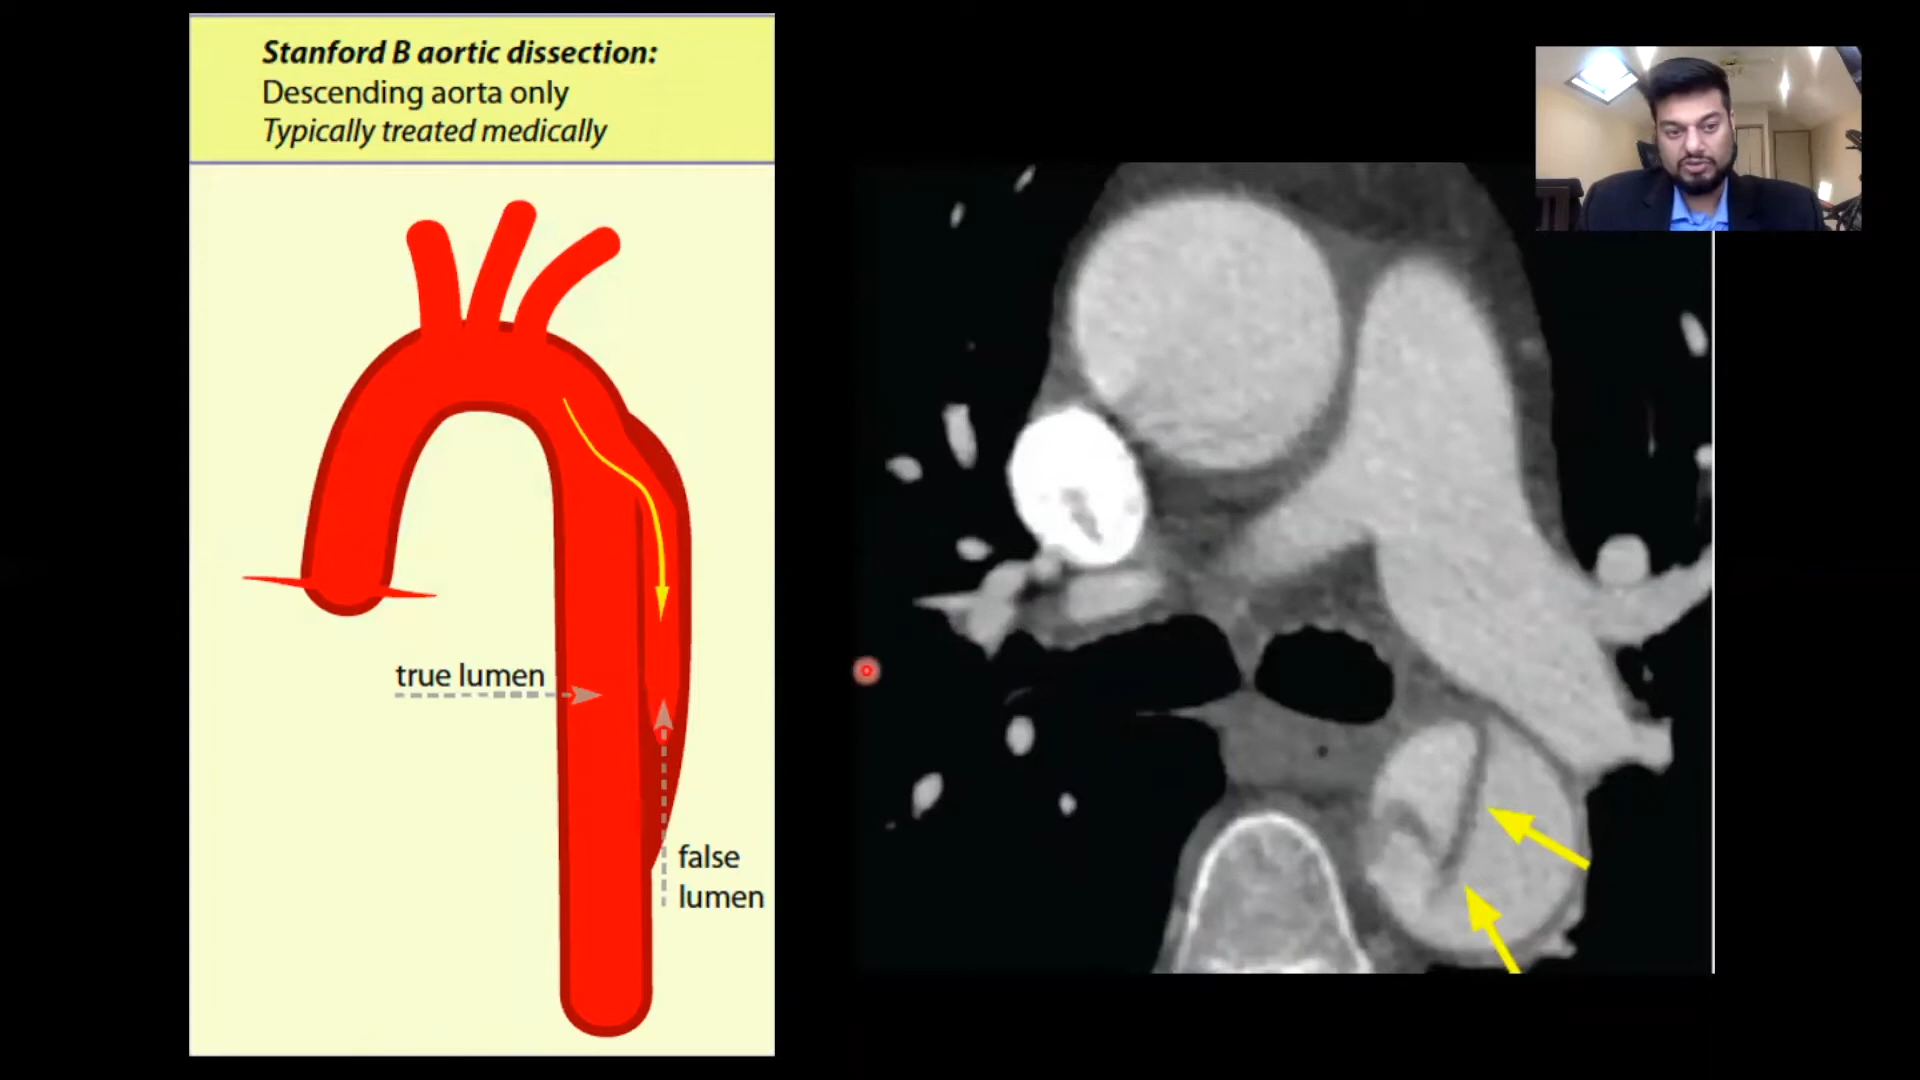 Stanford B aortic dissection:
Descending aorta only
Typically treated medically
true lumen
false
lumen